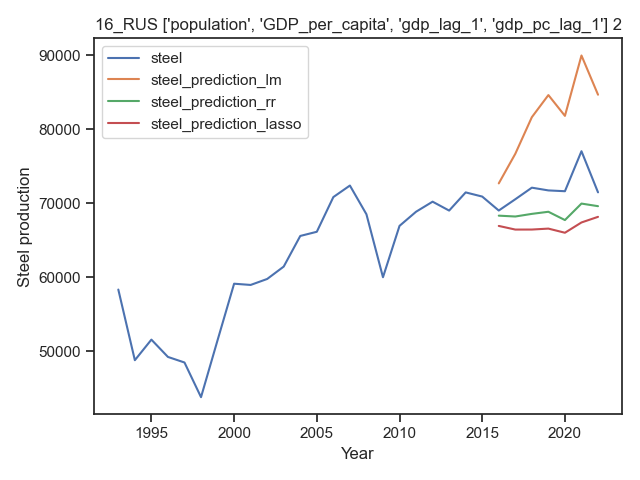 16_RUS ['population', 'GDP_per_capita', 'gdp_lag_1', 'gdp_pc_lag_1'] 2
steel
steel_prediction_lm
steel_prediction_rr
steel_prediction_lasso
90000
80000
70000
60000
50000
Steel production
1995
2000
2005
2010
2015
2020
Year